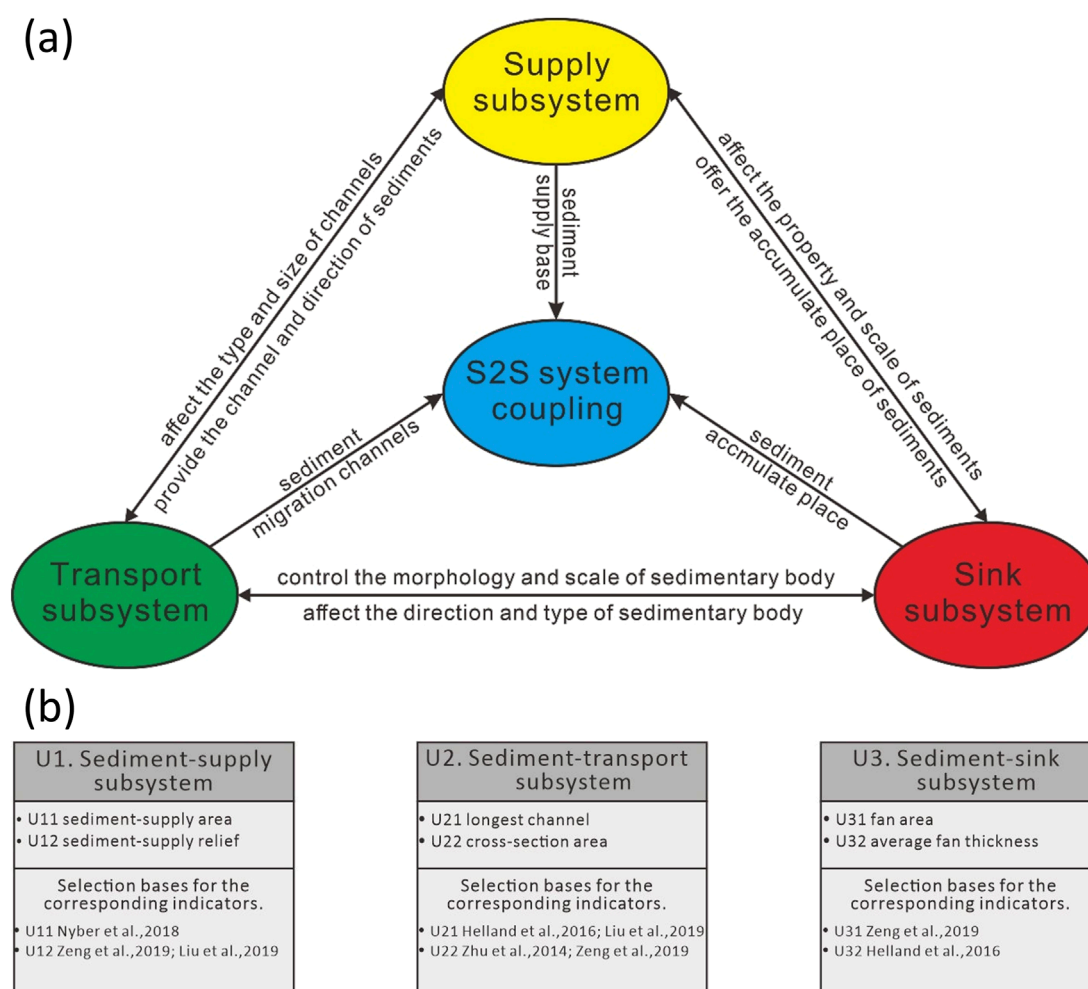 (a)
Supply
subsystem
affect the type and size of channels
provide the channel and direction of sediments
sediment
supply base
affect the property and scale of sediments
offer the accumulate place of sediments
S2S system
coupling
sediment
migration channels
sediment
accmulate place
Transport
subsystem
control the morphology and scale of sedimentary body
affect the direction and type of sedimentary body
Sink
subsystem
(b)
U1. Sediment-supply
subsystem
• U11 sediment-supply area
• U12 sediment-supply relief
Selection bases for the
corresponding indicators.
• U11 Nyber et al.,2018
• U12 Zeng et al.,2019; Liu et al.,2019
U2. Sediment-transport
subsystem
• U21 longest channel
• U22 cross-section area
Selection bases for the
corresponding indicators.
• U21 Helland et al.,2016; Liu et al.,2019
• U22 Zhu et al.,2014; Zeng et al.,2019
U3. Sediment-sink
subsystem
• U31 fan area
• U32 average fan thickness
Selection bases for the
corresponding indicators.
• U31 Zeng et al.,2019
• U32 Helland et al.,2016